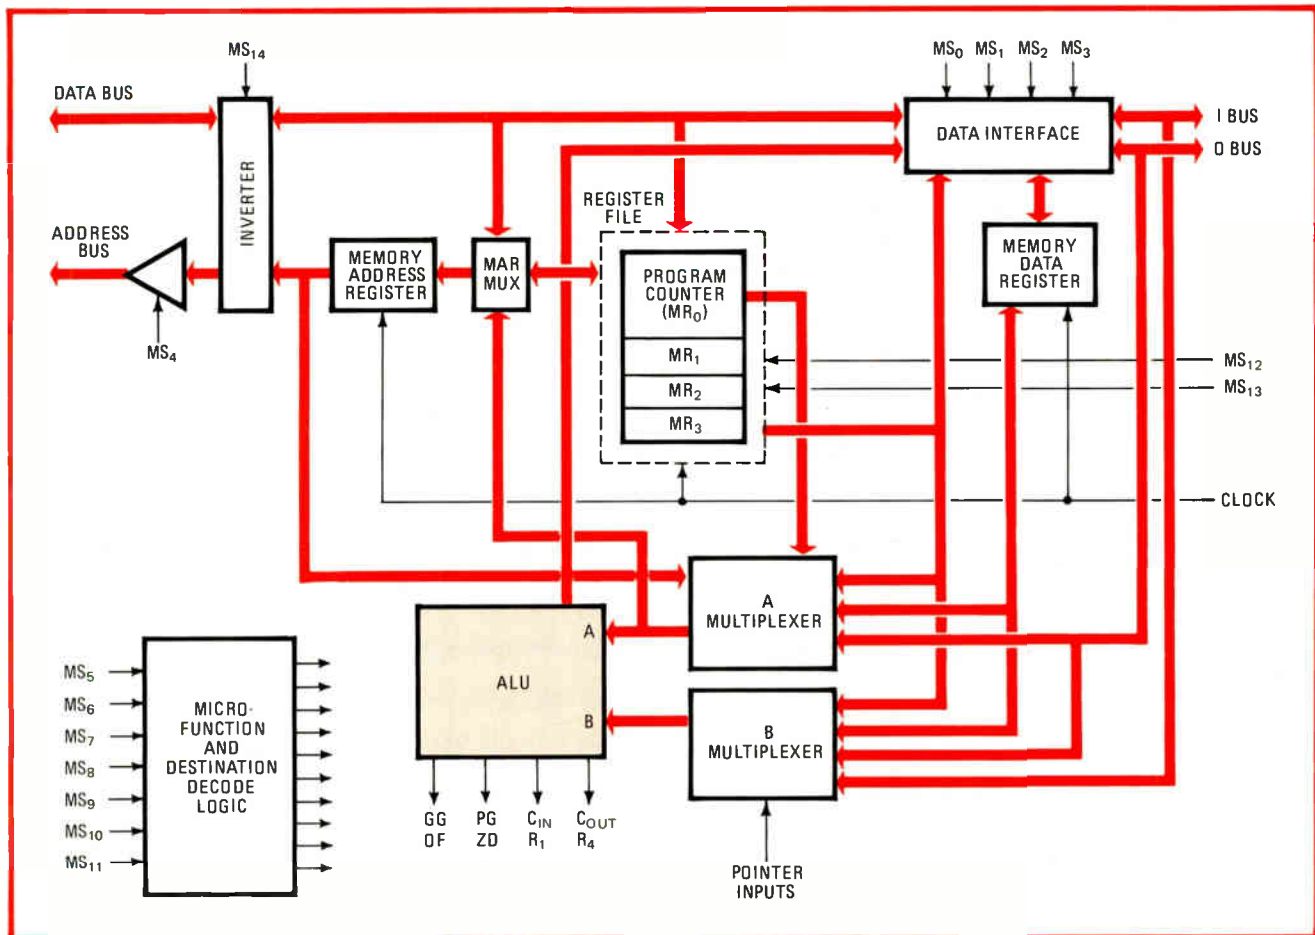 MS14
MS0 MS1 MS2 MS3
DATA BUS
I BUS
DATA INTERFACE
O BUS
INVERTER
REGISTER
FILE
ADDRESS
BUS
MEMORY
ADDRESS
REGISTER
MAR
MUX
PROGRAM
COUNTER
(MR0)
MEMORY
DATA
REGISTER
MS4
MR1
MS12
MR2
MS13
MR3
CLOCK
A
MULTIPLEXER
A
ALU
B
B
MULTIPLEXER
MS5
MS6
MS7
MS8
MS9
MS10
MS11
MICRO-
FUNCTION
AND
DESTINATION
DECODE
LOGIC
GG PG CIN COUT
OF ZD R1 R4
POINTER
INPUTS